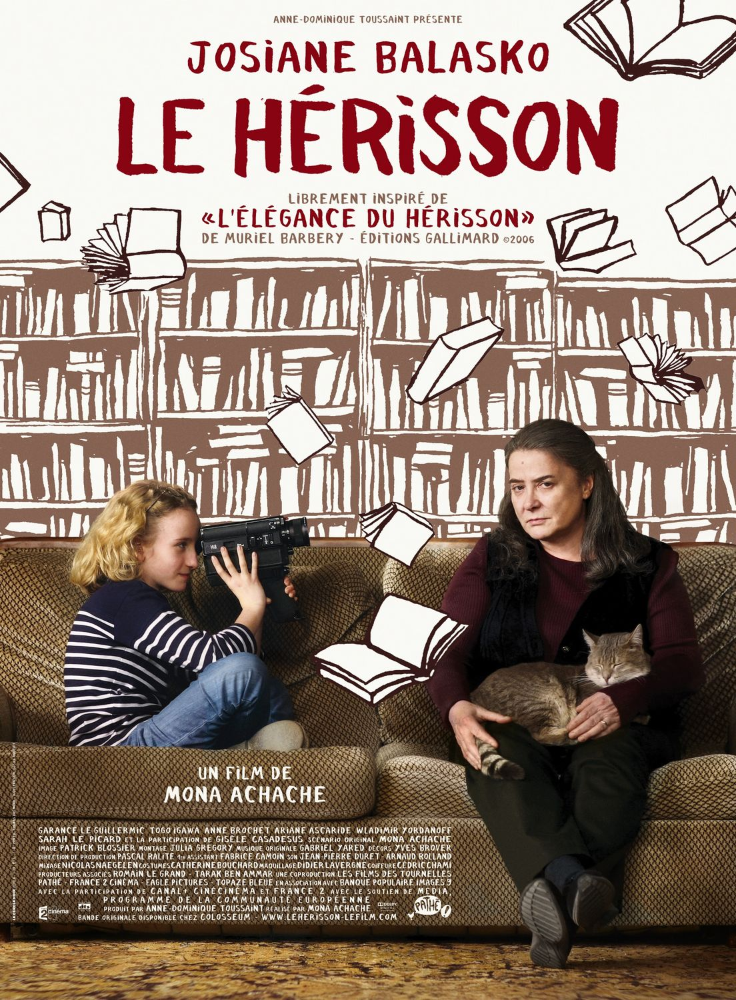 ANNE-DOMINIQUE TOUSSAINT PRÉSENTE
JOSiANE BALASKO
LE HÉRiSSON
LiBREMENT iNSPiRÉ DE
«L'ÉLÉGANCE DU HÉRiSSON»
DE MURIEL BARBERY - ÉDITIONS GALLIMARD ©2006
Hi8
UN FiLM DE
MONA ACHACHE
GARANCE LE GUILLERMIC TOGO IGAWA ANNE BROCHET ARIANE ASCARIDE WLADIMIR YORDANOFF
SARAH LE PICARD ET LA PARTICIPATION DE GISÈLE CASADESUS SCÉNARIO ORIGINAL MONA ACHACHE
IMAGE PATRICK BLOSSIER MONTAGE JULIA GREGORY MUSIQUE ORIGINALE GABRIEL YARED DÉCORS YVES BROVER
DIRECTION DE PRODUCTION PASCAL RALITE 1ER ASSISTANT FABRICE CAMOIN SON JEAN-PIERRE DURET - ARNAUD ROLLAND
MIXAGE NICOLAS NAEGELEN COSTUMES CATHERINE BOUCHARD MAQUILLAGE DIDIER LAVERGNE COIFFURE CÉDRIC CHAMI
PRODUCTEURS ASSOCIÉS ROMAIN LE GRAND - TARAK BEN AMMAR UNE COPRODUCTION LES FILMS DES TOURNELLES
PATHÉ - FRANCE 2 CINÉMA - EAGLE PICTURES - TOPAZE BLEUE EN ASSOCIATION AVEC BANQUE POPULAIRE IMAGES 9
AVEC LA PARTICIPATION DE CANAL+ CINÉCINÉMA ET FRANCE 2 AVEC LE SOUTIEN DE MEDIA,
PROGRAMME DE LA COMMUNAUTÉ EUROPÉENNE
PRODUIT PAR ANNE-DOMINIQUE TOUSSAINT RÉALISÉ PAR MONA ACHACHE
BANDE ORIGINALE DISPONIBLE CHEZ COLOSSEUM - WWW.LEHERISSON-LEFILM.COM
2 cinéma
DOLBY
DIGITAL
PATHÉ!